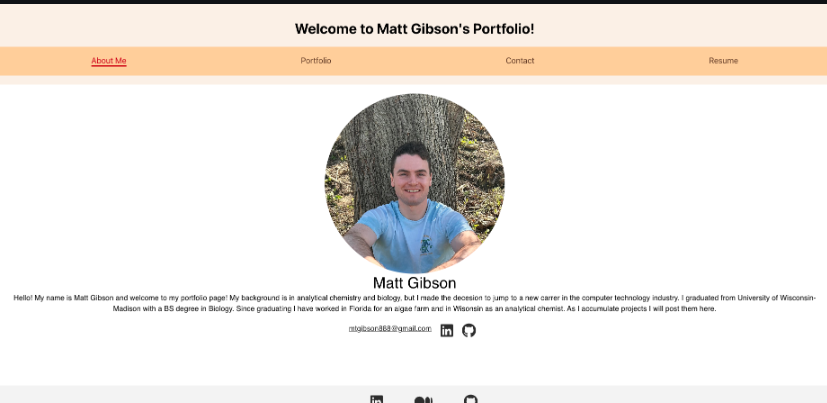 Welcome to Matt Gibson's Portfolio!
About Me
Portfolio
Contact
Resume
Matt Gibson
Hello! My name is Matt Gibson and welcome to my portfolio page! My background is in analytical chemistry and biology, but I made the decesion to jump to a new carrer in the computer technology industry. I graduated from University of Wisconsin-
Madison with a BS degree in Biology. Since graduating I have worked in Florida for an algae farm and in Wisonsin as an analytical chemist. As I accumulate projects I will post them here.
mtgibson888@gmail.com